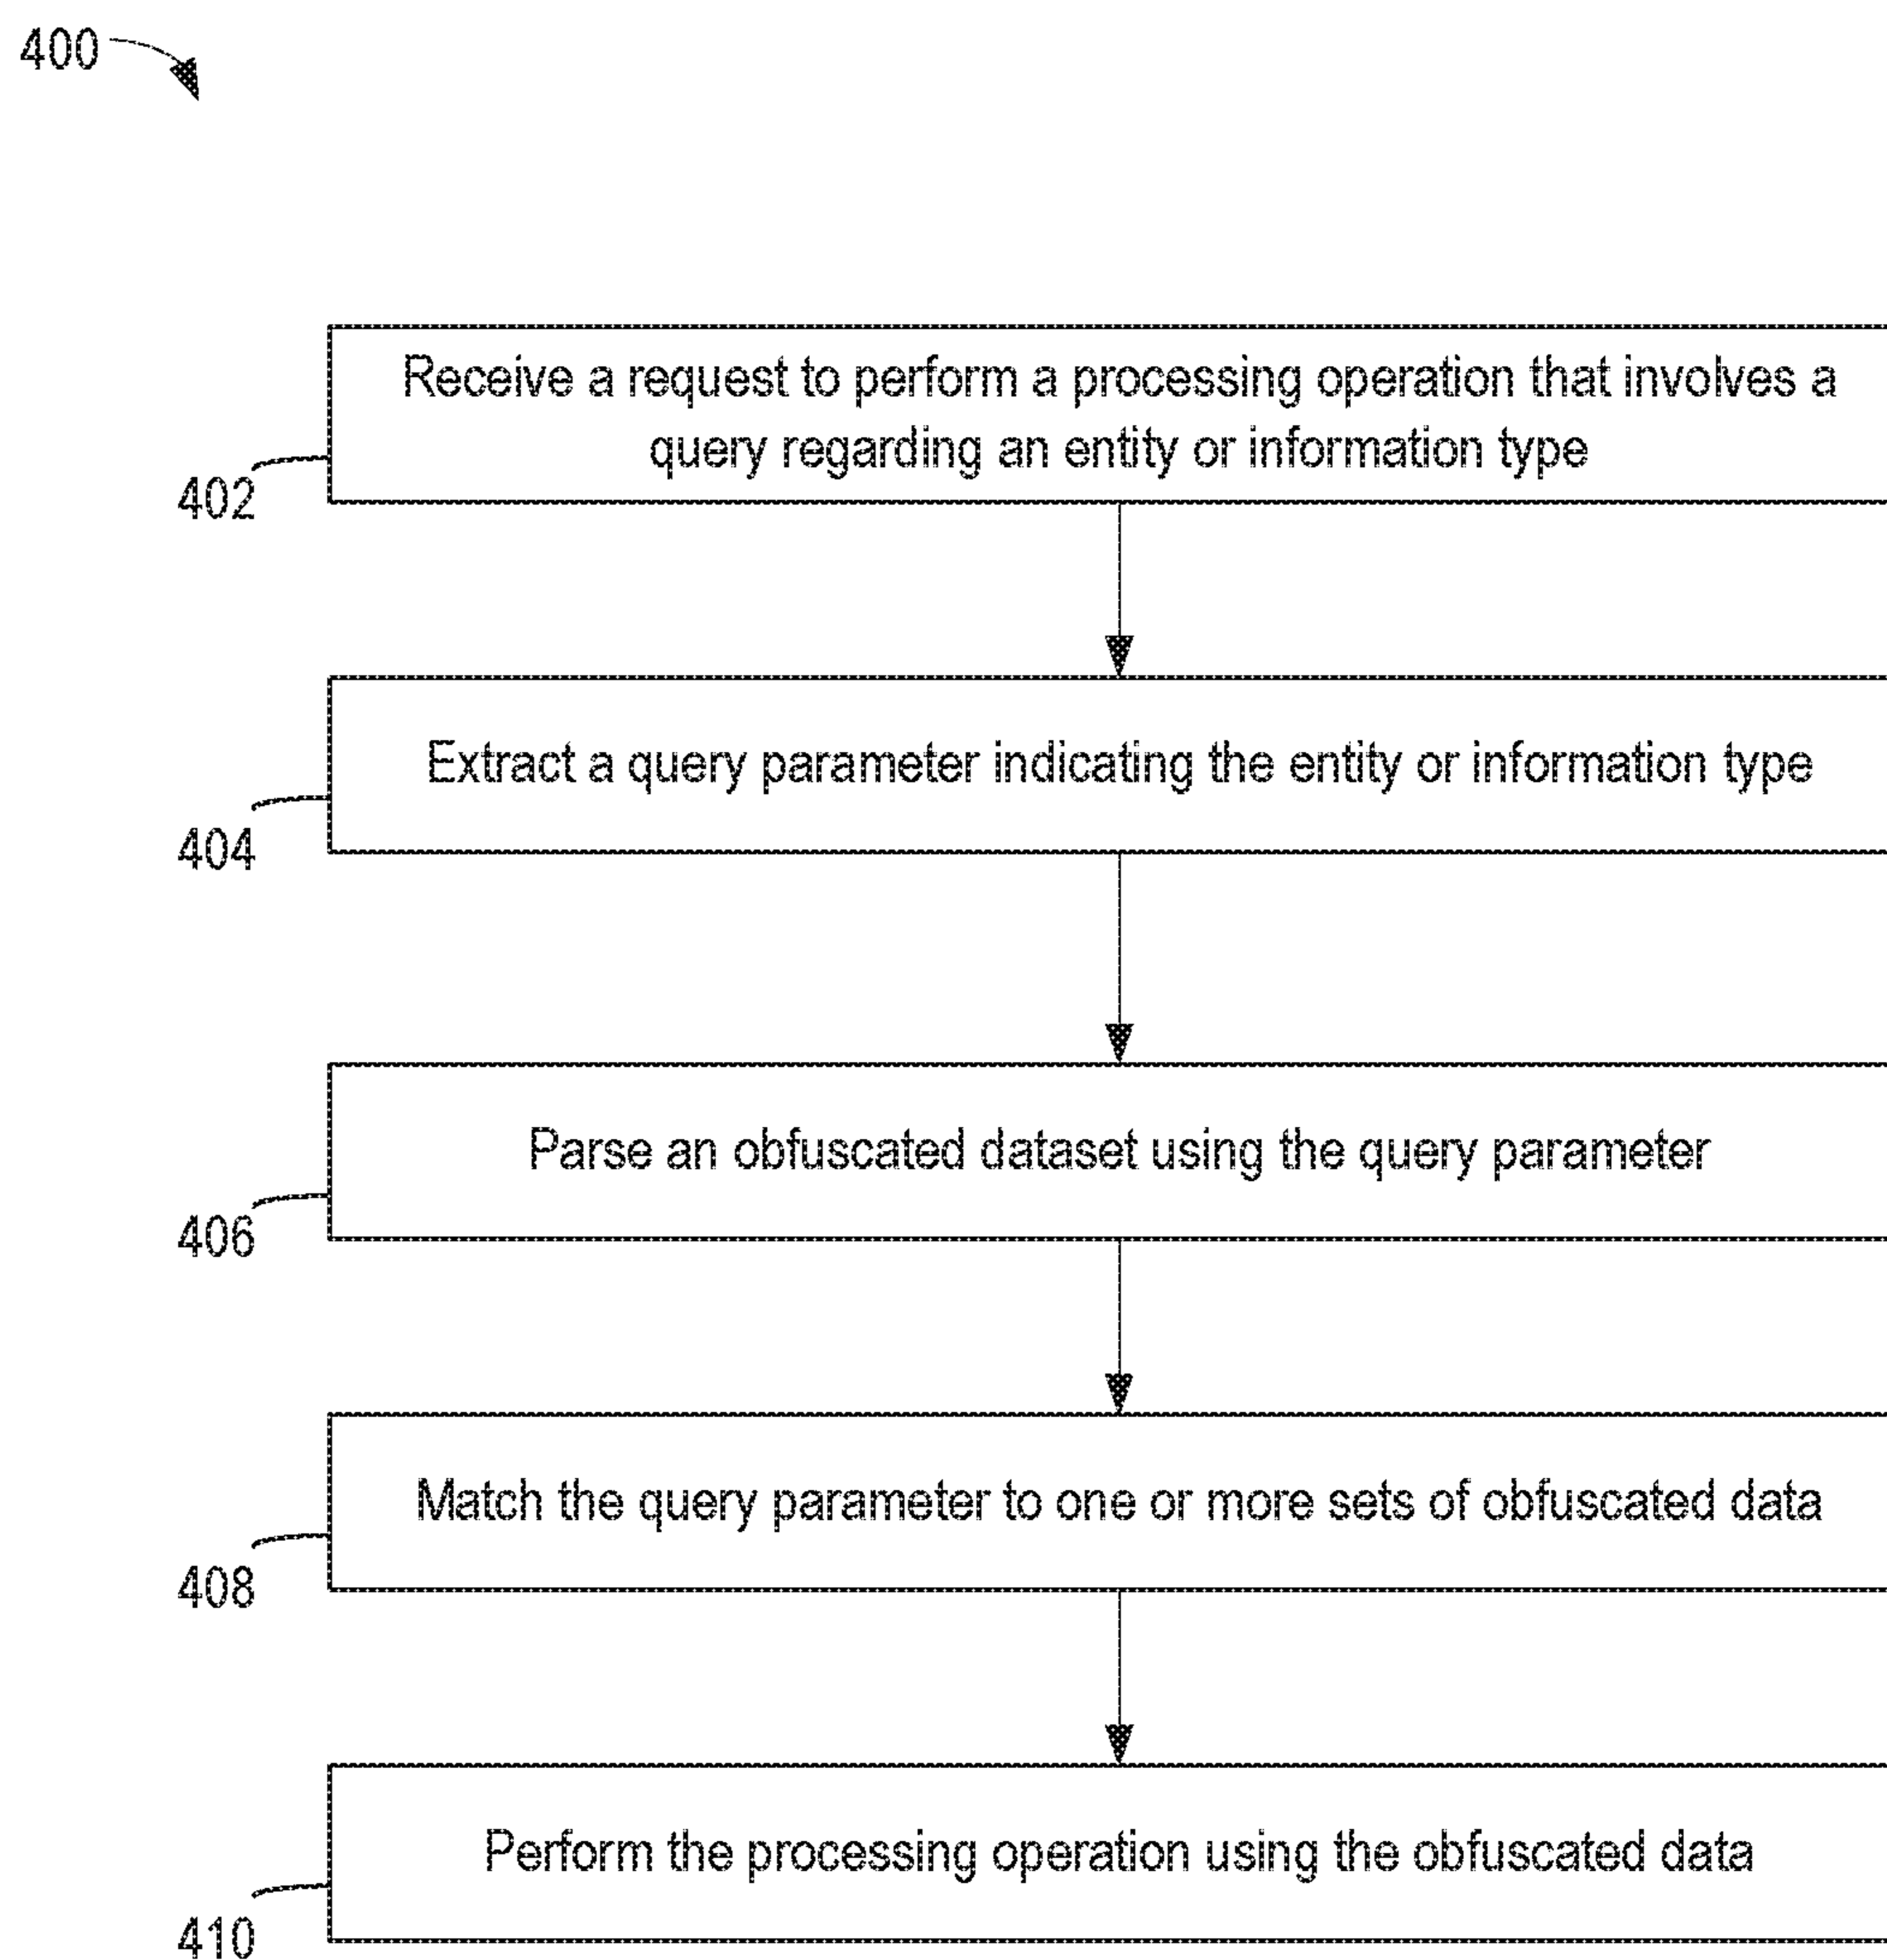 400
Receive a request to perform a processing operation that involves a
query regarding an entity or information type
402
Extract a query parameter indicating the entity or information type
404
Parse an obfuscated dataset using the query parameter
406
Match the query parameter to one or more sets of obfuscated data
408
Perform the processing operation using the obfuscated data
410